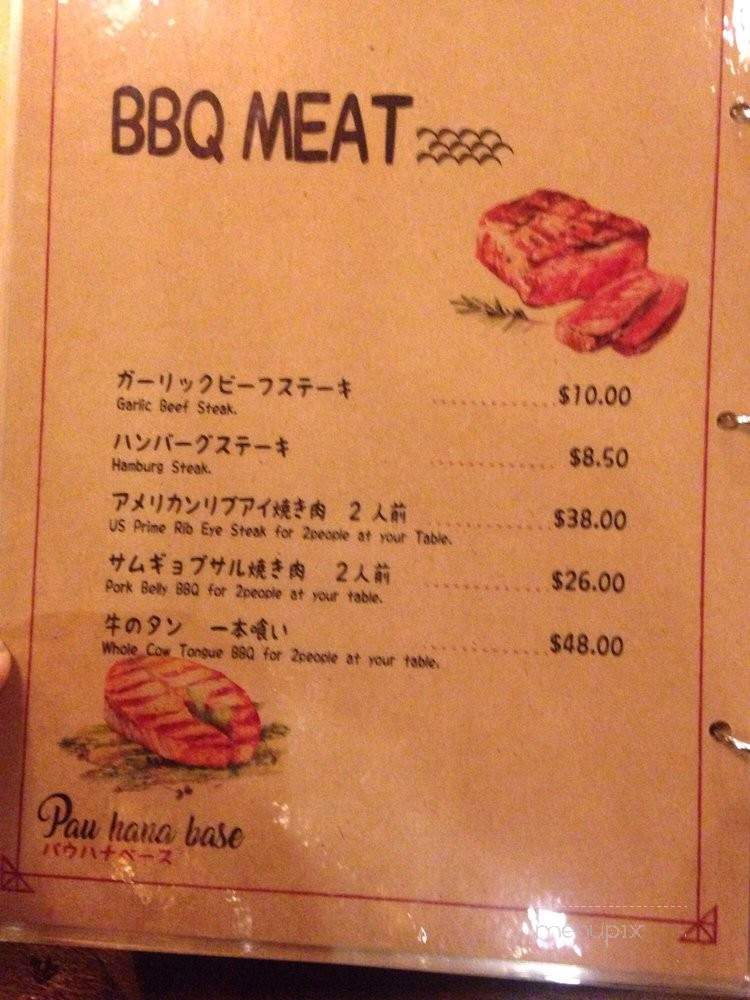 BBQ MEAT
ガーリックビーフステーキ
Garlic Beef Steak. $10.00
ハンバーグステーキ
Hamburg Steak. $8.50
アメリカンリブアイ焼き肉 2人前
US Prime Rib Eye Steak for 2people at your Table. $38.00
サムギョプサル焼き肉 2人前
Pork Belly BBQ for 2people at your table. $26.00
牛のタン 一本喰い
Whole Cow Tongue BBQ for 2people at your table. $48.00
Pau hana base
パウハナベース
menupix